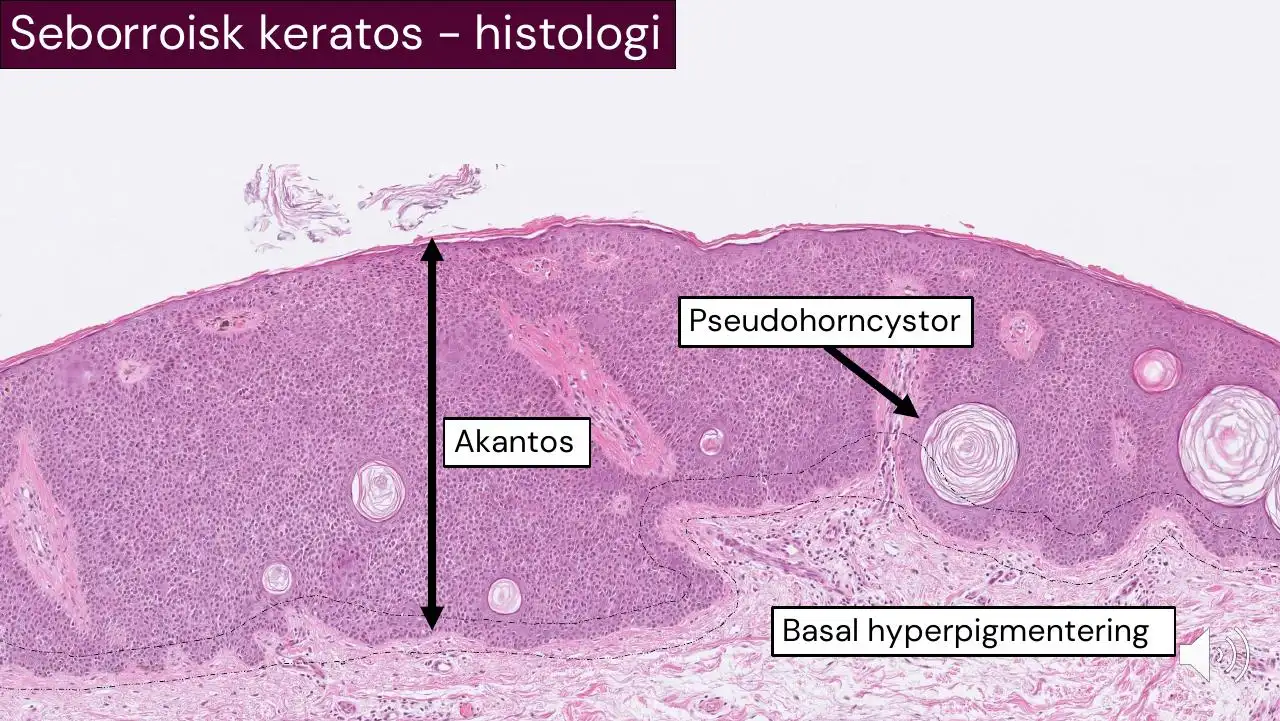 Seborroisk keratos - histologi
Pseudohorncystor
Akantos
Basal hyperpigmentering